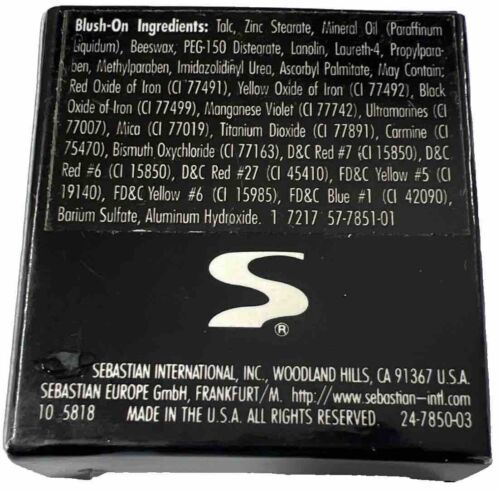 Blush-On Ingredients: Talc, Zinc Stearate, Mineral Oil (Paraffinum
Liquidum), Beeswax, PEG-150 Distearate, Lanolin, Laureth-4, Propylpara-
ben, Methylparaben, Imidazolidinyl Urea, Ascorbyl Palmitate, May Contain:
Red Oxide of Iron (CI 77491), Yellow Oxide of Iron (CI 77492), Black
Oxide of Iron (CI 77499), Manganese Violet (CI 77742), Ultramarines (CI
77007), Mica (CI 77019), Titanium Dioxide (CI 77891), Carmine (CI
75470), Bismuth Oxychloride (CI 77163), D&C Red #7 (CI 15850), D&C
Red #6 (CI 15850), D&C Red #27 (CI 45410), FD&C Yellow #5 (CI
19140), FD&C Yellow #6 (CI 15985), FD&C Blue #1 (CI 42090),
Barium Sulfate, Aluminum Hydroxide. 1 7217 57-7851-01
S®
SEBASTIAN INTERNATIONAL, INC., WOODLAND HILLS, CA 91367 U.S.A.
SEBASTIAN EUROPE GmbH, FRANKFURT/M. http://www.sebastian-intl.com
10 5818 MADE IN THE U.S.A. ALL RIGHTS RESERVED. 24-7850-03